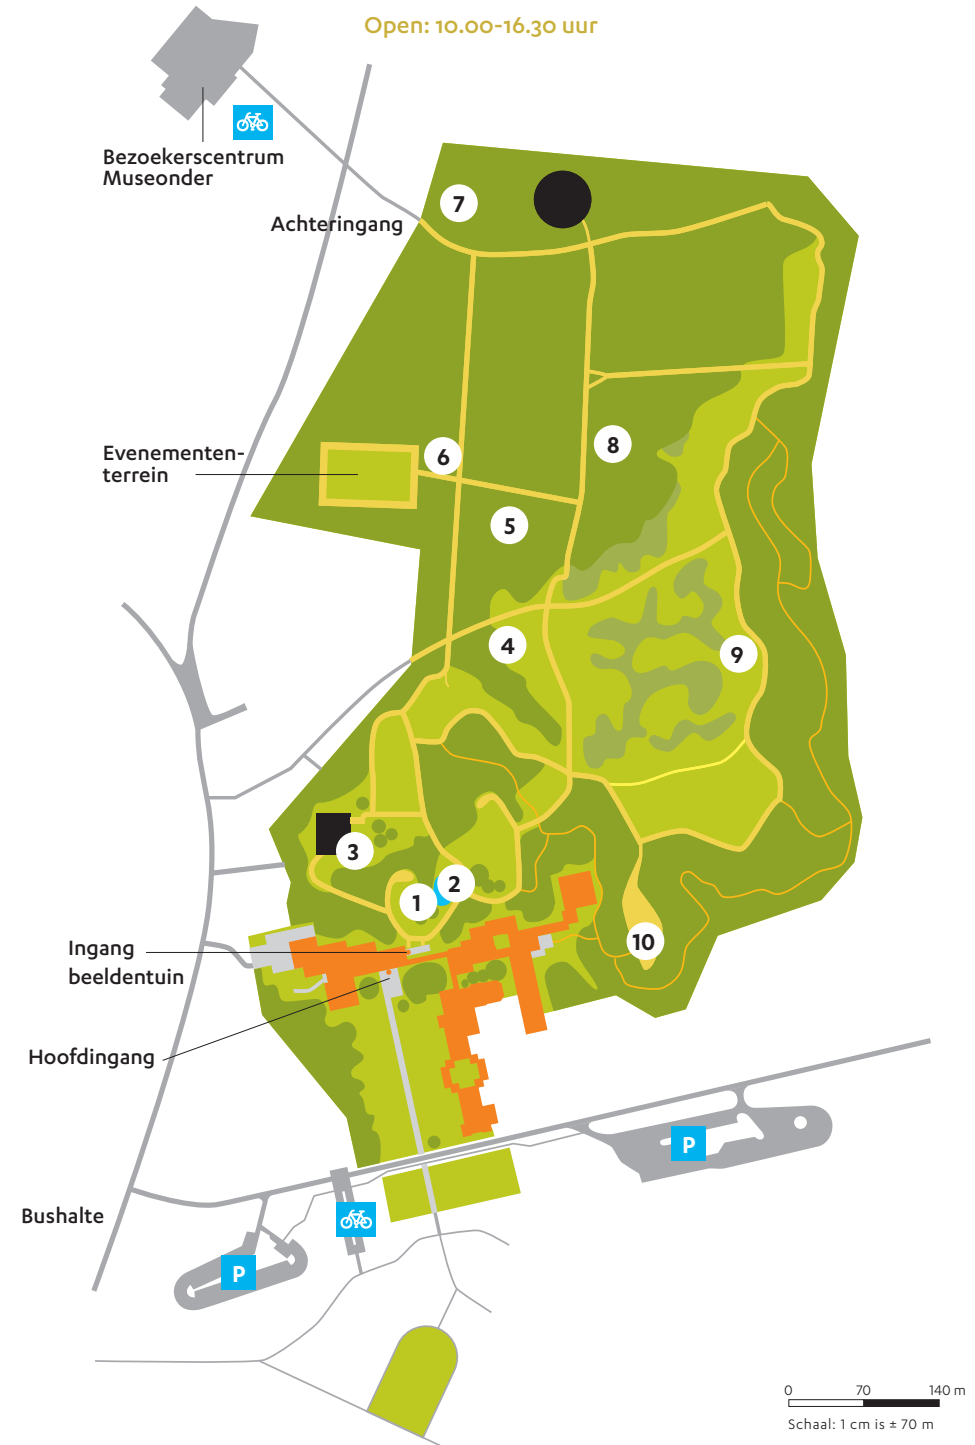 Open: 10.00-16.30 uur
Bezoekerscentrum
Museonder
7
Achteringang
Evenementen-
terrein
6
8
5
4
9
3
2
1
10
Ingang
beeldentuin
Hoofdingang
P
Bushalte
P
0 70 140 m
Schaal: 1 cm is ± 70 m